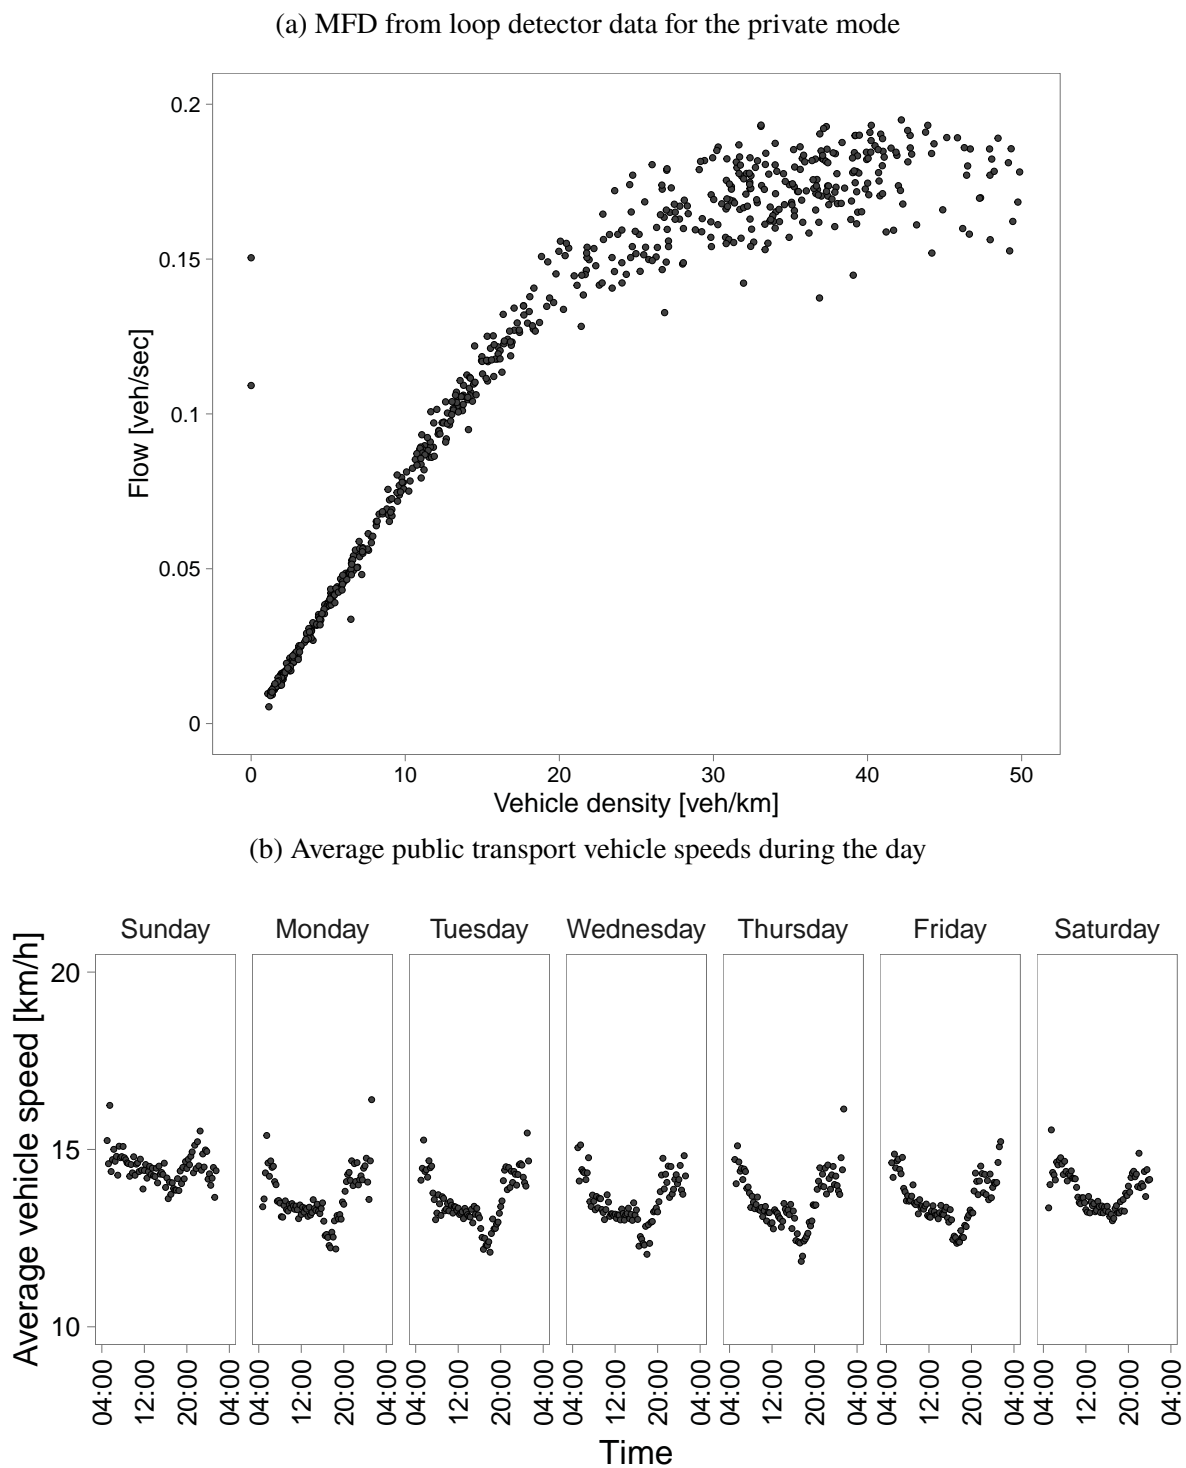 (a) MFD from loop detector data for the private mode
0.2
0.15
0.1
0.05
0
Flow [veh/sec]
0 10 20 30 40 50
Vehicle density [veh/km]
(b) Average public transport vehicle speeds during the day
Sunday Monday Tuesday Wednesday Thursday Friday Saturday
20
15
10
Average vehicle speed [km/h]
04:00 12:00 20:00 04:00 04:00 12:00 20:00 04:00 04:00 12:00 20:00 04:00 04:00 12:00 20:00 04:00 04:00 12:00 20:00 04:00 04:00 12:00 20:00 04:00 04:00 12:00 20:00 04:00
Time